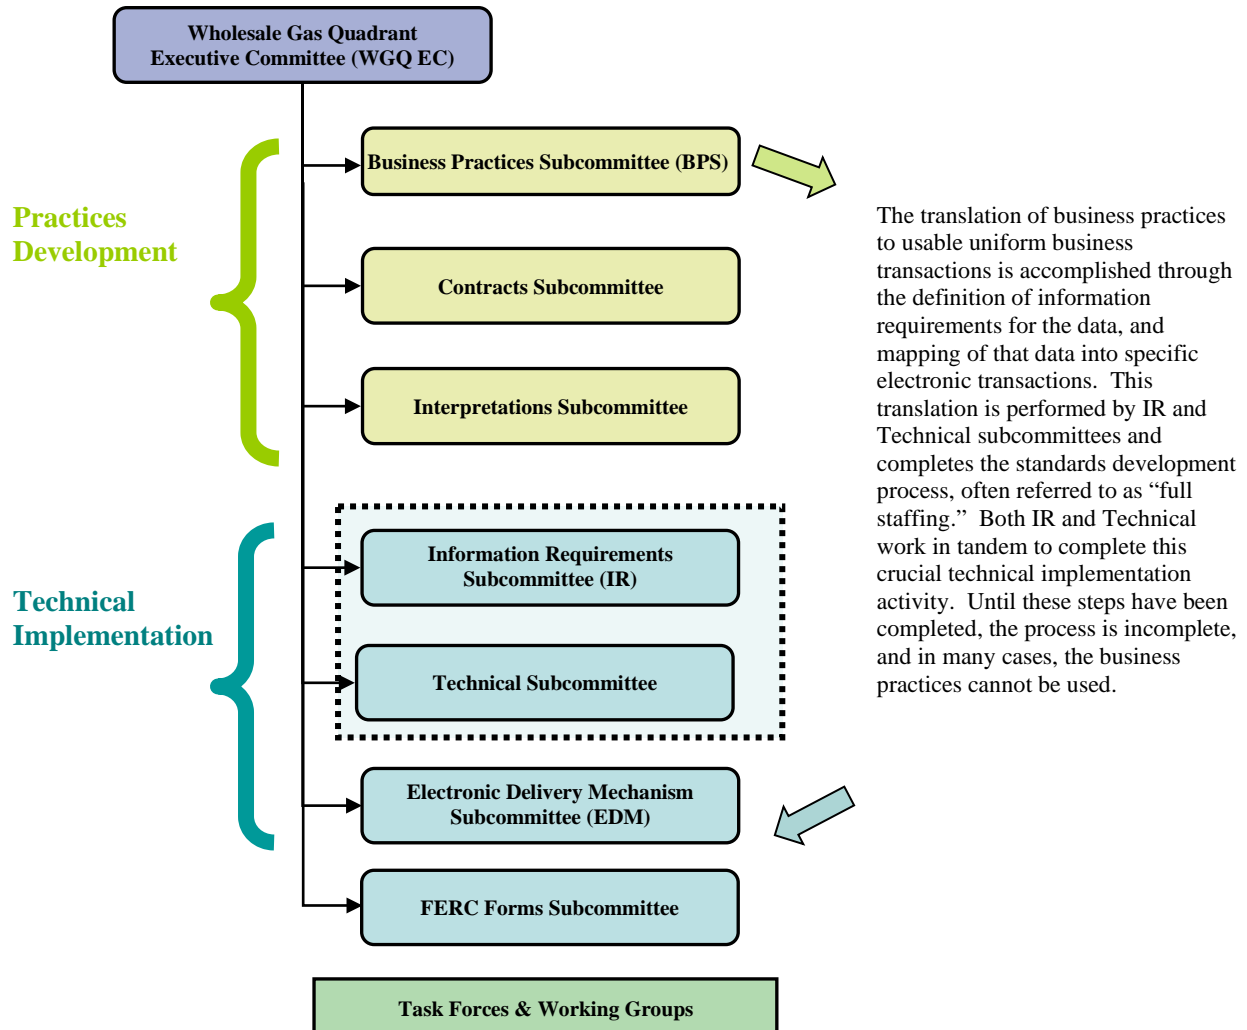 Wholesale Gas Quadrant
Executive Committee (WGQ EC)
Business Practices Subcommittee (BPS)
Practices
Development
Contracts Subcommittee
Interpretations Subcommittee
The translation of business practices
to usable uniform business
transactions is accomplished through
the definition of information
requirements for the data, and
mapping of that data into specific
electronic transactions.  This
translation is performed by IR and
Technical subcommittees and
completes the standards development
process, often referred to as “full
staffing.”  Both IR and Technical
work in tandem to complete this
crucial technical implementation
activity.  Until these steps have been
completed, the process is incomplete,
and in many cases, the business
practices cannot be used.
Technical
Implementation
Information Requirements
Subcommittee (IR)
Technical Subcommittee
Electronic Delivery Mechanism
Subcommittee (EDM)
FERC Forms Subcommittee
Task Forces & Working Groups